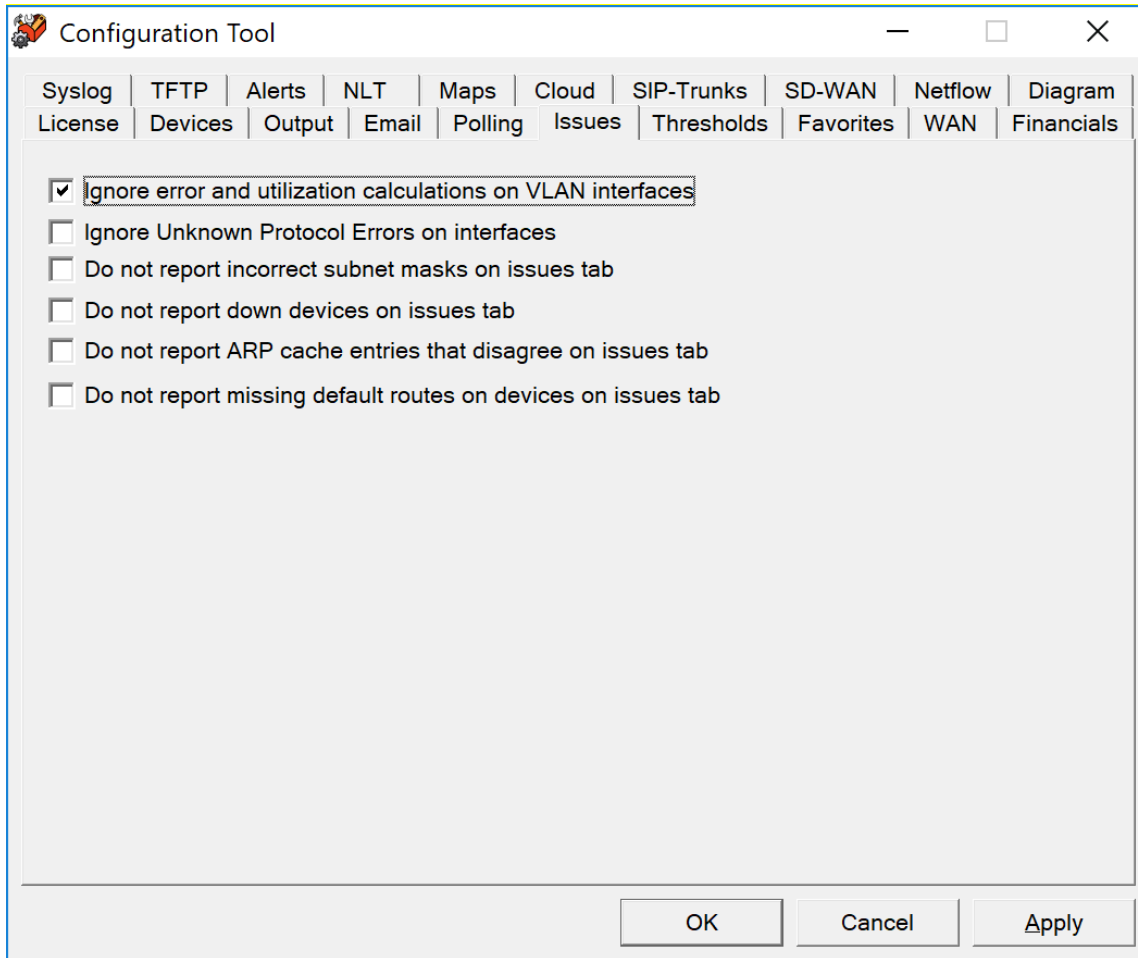 Configuration Tool
Syslog TFTP Alerts NLT Maps Cloud SIP-Trunks SD-WAN Netflow Diagram
License Devices Output Email Polling Issues Thresholds Favorites WAN Financials
Ignore error and utilization calculations on VLAN interfaces
Ignore Unknown Protocol Errors on interfaces
Do not report incorrect subnet masks on issues tab
Do not report down devices on issues tab
Do not report ARP cache entries that disagree on issues tab
Do not report missing default routes on devices on issues tab
OK Cancel Apply